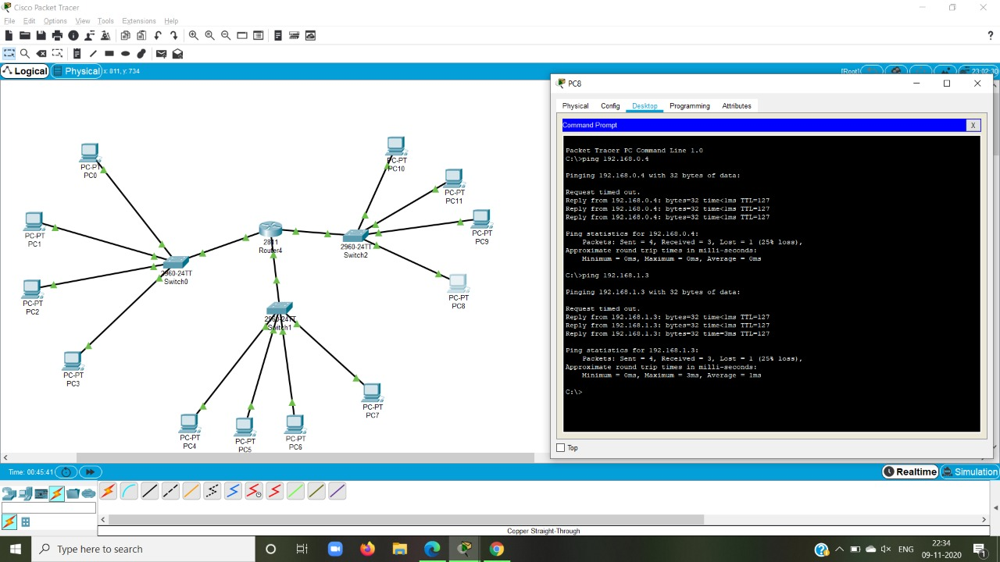 Cisco Packet Tracer
File Edit Options View Tools Extensions Help
?
Logical Physical x: 811, y: 734
[Root] 23:02:30
PC-PT
PC0
PC-PT
PC1
PC-PT
PC2
PC-PT
PC3
2960-24TT
Switch0
2811
Router4
2960-24TT
Switch1
2960-24TT
Switch2
PC-PT
PC10
PC-PT
PC11
PC-PT
PC9
PC-PT
PC8
PC-PT
PC4
PC-PT
PC5
PC-PT
PC6
PC-PT
PC7
PC8
Physical Config Desktop Programming Attributes
Command Prompt
X
Packet Tracer PC Command Line 1.0
C:\>ping 192.168.0.4
Pinging 192.168.0.4 with 32 bytes of data:
Request timed out.
Reply from 192.168.0.4: bytes=32 time<1ms TTL=127
Reply from 192.168.0.4: bytes=32 time<1ms TTL=127
Reply from 192.168.0.4: bytes=32 time<1ms TTL=127
Ping statistics for 192.168.0.4:
Packets: Sent = 4, Received = 3, Lost = 1 (25% loss),
Approximate round trip times in milli-seconds:
Minimum = 0ms, Maximum = 0ms, Average = 0ms
C:\>ping 192.168.1.3
Pinging 192.168.1.3 with 32 bytes of data:
Request timed out.
Reply from 192.168.1.3: bytes=32 time<1ms TTL=127
Reply from 192.168.1.3: bytes=32 time<1ms TTL=127
Reply from 192.168.1.3: bytes=32 time=3ms TTL=127
Ping statistics for 192.168.1.3:
Packets: Sent = 4, Received = 3, Lost = 1 (25% loss),
Approximate round trip times in milli-seconds:
Minimum = 0ms, Maximum = 3ms, Average = 1ms
C:\>
Top
Time: 00:45:41
Realtime Simulation
Copper Straight-Through
Type here to search
ENG
22:34
09-11-2020
1